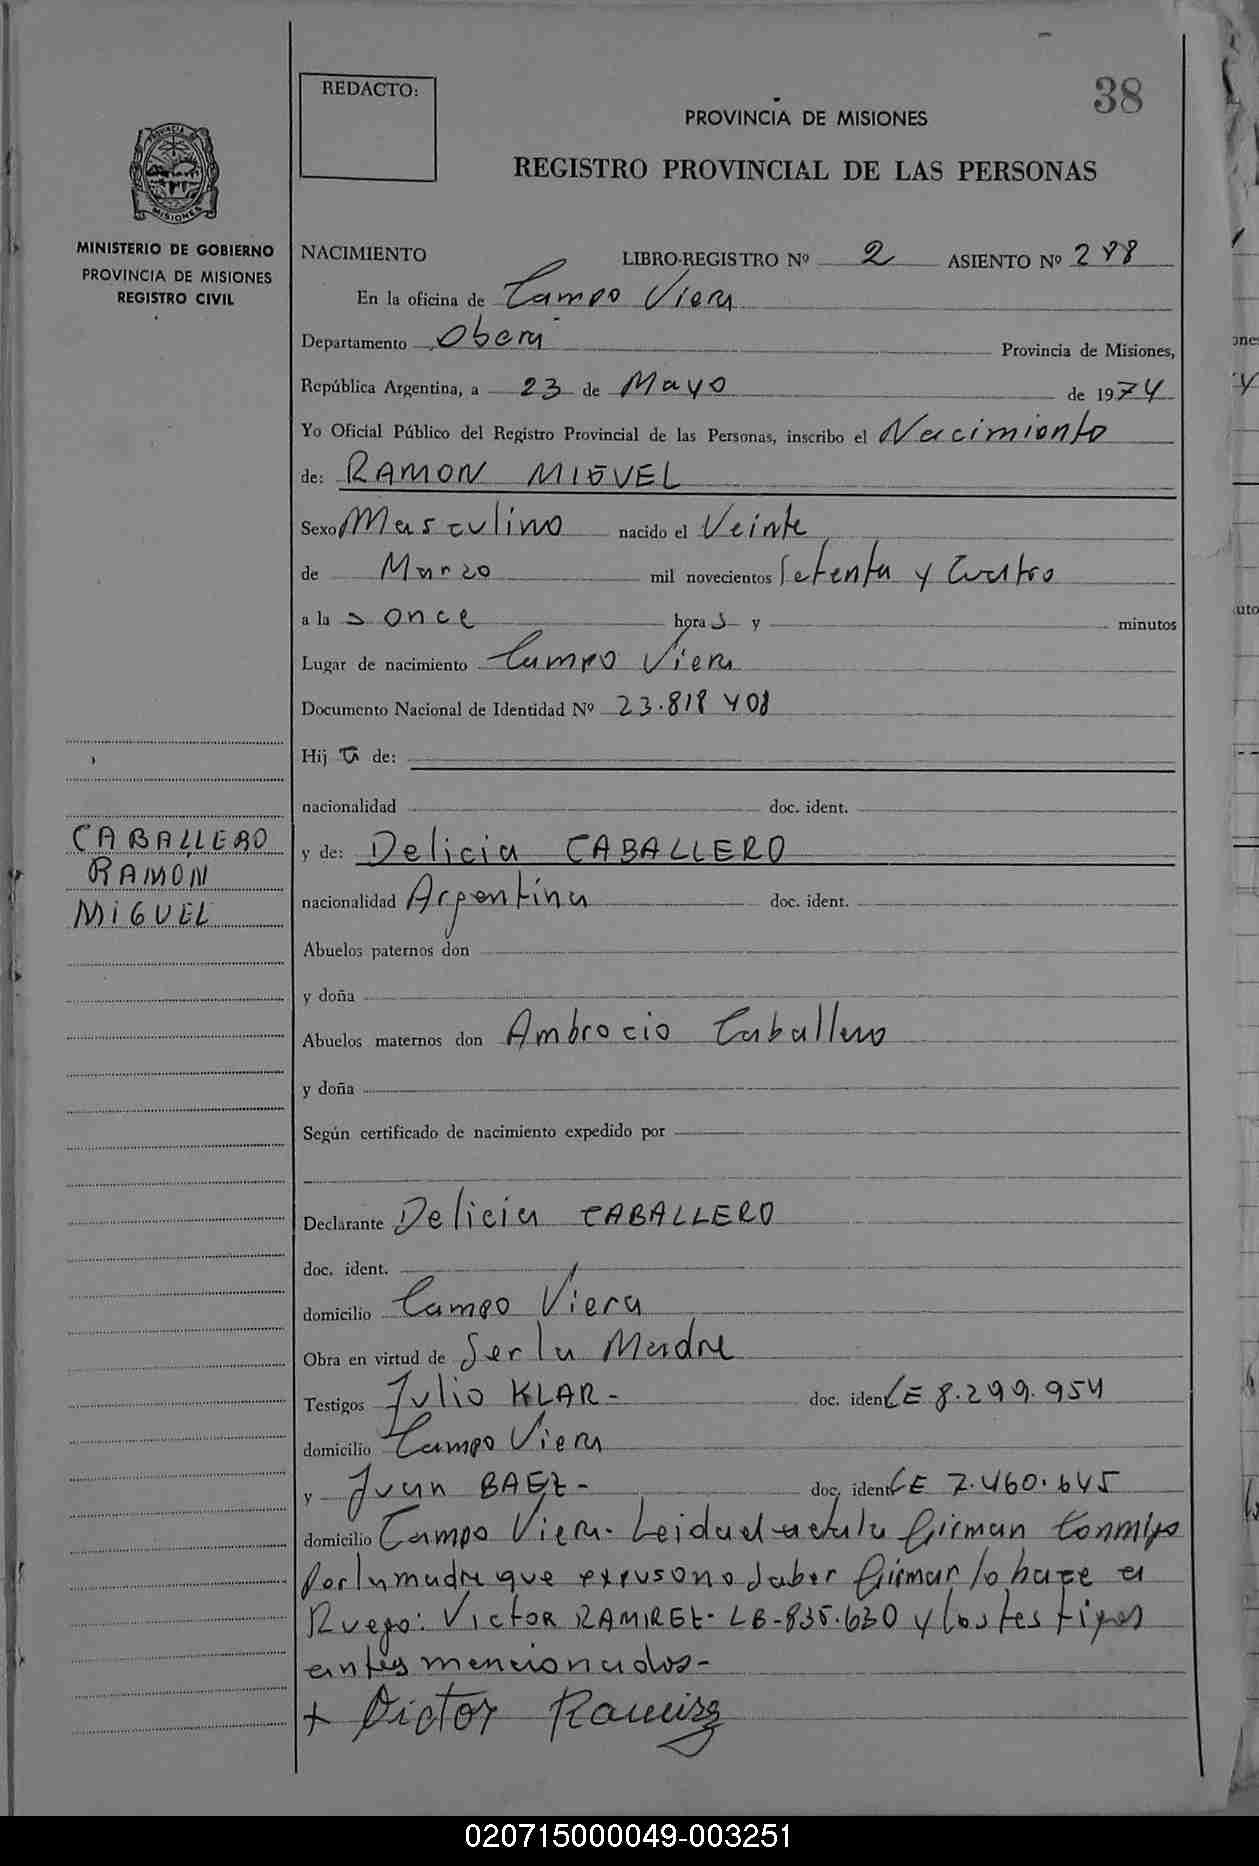 REDACTO:
38
PROVINCIA DE MISIONES
REGISTRO PROVINCIAL DE LAS PERSONAS
PROVINCIA DE MISIONES
MINISTERIO DE GOBIERNO
PROVINCIA DE MISIONES
REGISTRO CIVIL
NACIMIENTO LIBRO-REGISTRO Nº 2 ASIENTO Nº 288
En la oficina de Campo Viera
Departamento Obera Provincia de Misiones,
República Argentina, a 23 de Mayo de 1974
Yo Oficial Público del Registro Provincial de las Personas, inscribo el Nacimiento
de: RAMON MIGUEL
Sexo Masculino nacido el Veinte
de Marzo mil novecientos Setenta y Cuatro
a las once horas y minutos
Lugar de nacimiento Campo Viera
Documento Nacional de Identidad Nº 23.818 408
Hijo de:
nacionalidad doc. ident.
CABALLERO
RAMÓN
MIGUEL
y de: Delicia CABALLERO
nacionalidad Argentina doc. ident.
Abuelos paternos don
y doña
Abuelos maternos don Ambrocio Caballero
y doña
Según certificado de nacimiento expedido por
Declarante Delicia CABALLERO
doc. ident.
domicilio Campo Viera
Obra en virtud de Ser la Madre
Testigos Julio KLAR- doc. ident LE 8.299.954
domicilio Campo Viera
y Juan BAEZ- doc. ident LE 7.460.645
domicilio Campo Viera. Leida el acta la firman Conmigo
por la madre que expuso no saber firmar lo hace a
Ruego: Victor RAMIREZ- LE-835.630 y los testigos
antes mencionados-
+ Victor Ramirez
020715000049-003251